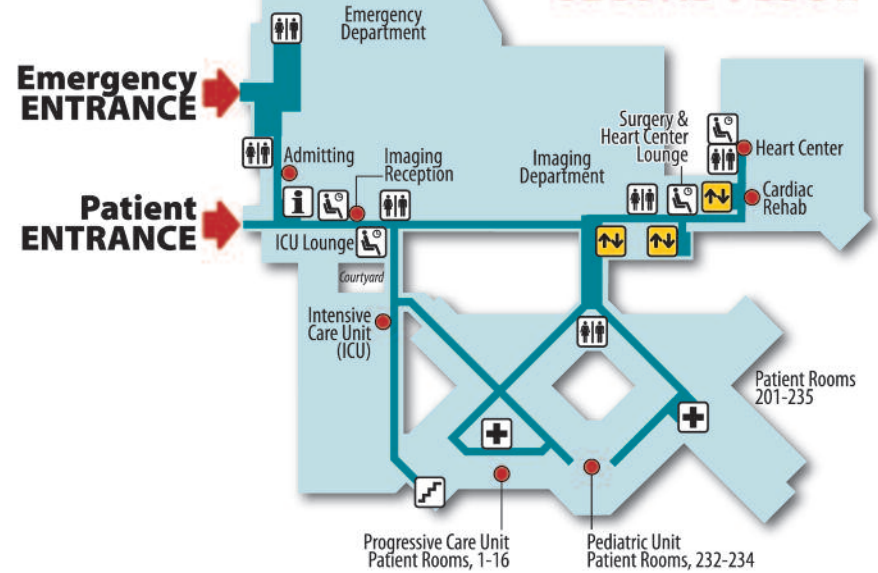 Emergency
Department
Emergency
ENTRANCE
Surgery &
Heart Center
Lounge
Heart Center
Admitting
Imaging
Reception
Imaging
Department
Cardiac
Rehab
Patient
ENTRANCE
i
ICU Lounge
Courtyard
Intensive
Care Unit
(ICU)
Patient Rooms
201-235
Progressive Care Unit
Patient Rooms, 1-16
Pediatric Unit
Patient Rooms, 232-234